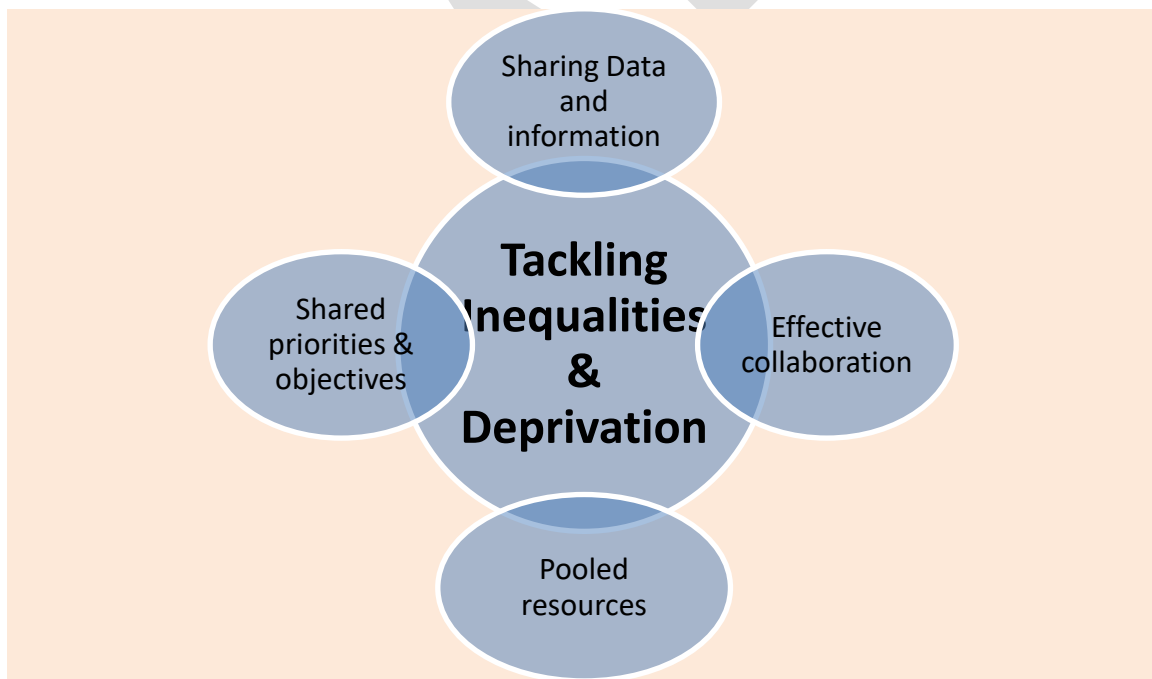 Sharing Data
and
information
Tackling
Inequalities
&
Deprivation
Shared
priorities &
objectives
Effective
collaboration
Pooled
resources